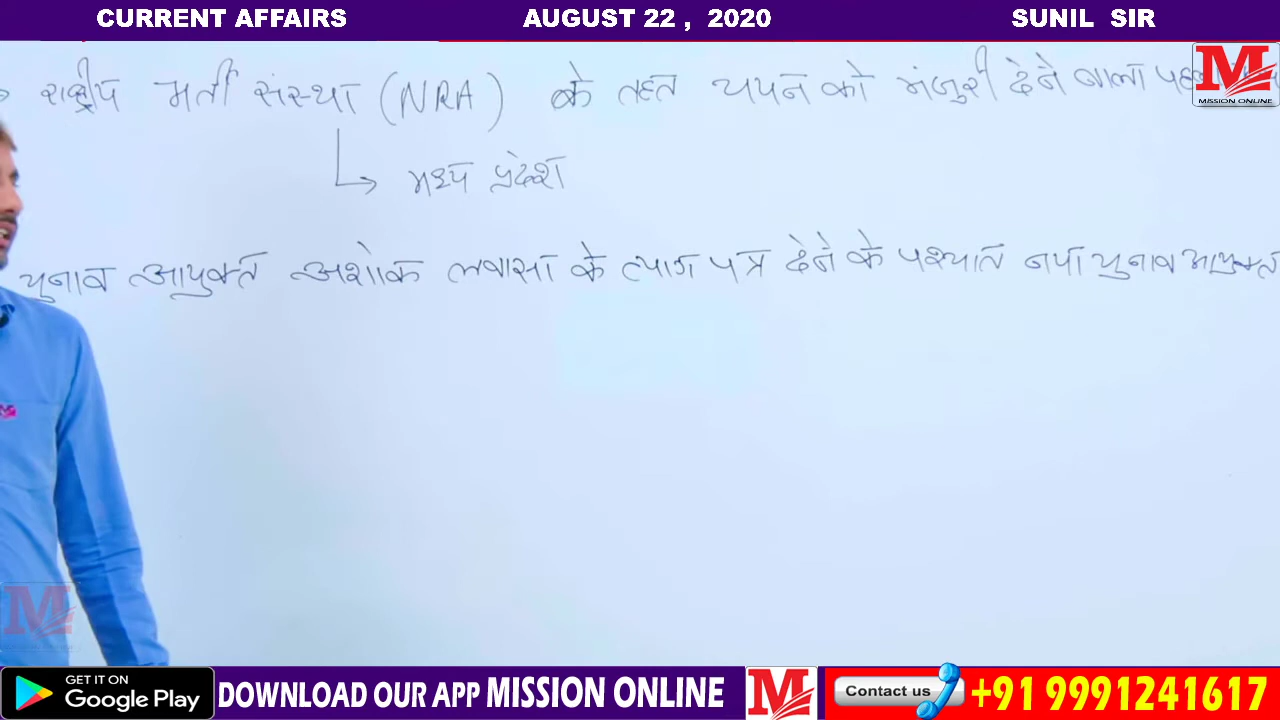 CURRENT AFFAIRS AUGUST 22 , 2020 SUNIL SIR
राष्ट्रीय भर्ती संस्था (NRA) के तहत चयन को मंजुरी देने वाला
MISSION ONLINE
मध्य प्रदेश
चुनाव आयुक्त अशोक लवासा के त्याग पत्र देने के पश्चात नया चुनाव आयुक्त
GET IT ON
Google Play
DOWNLOAD OUR APP MISSION ONLINE
Contact us
+91 9991241617